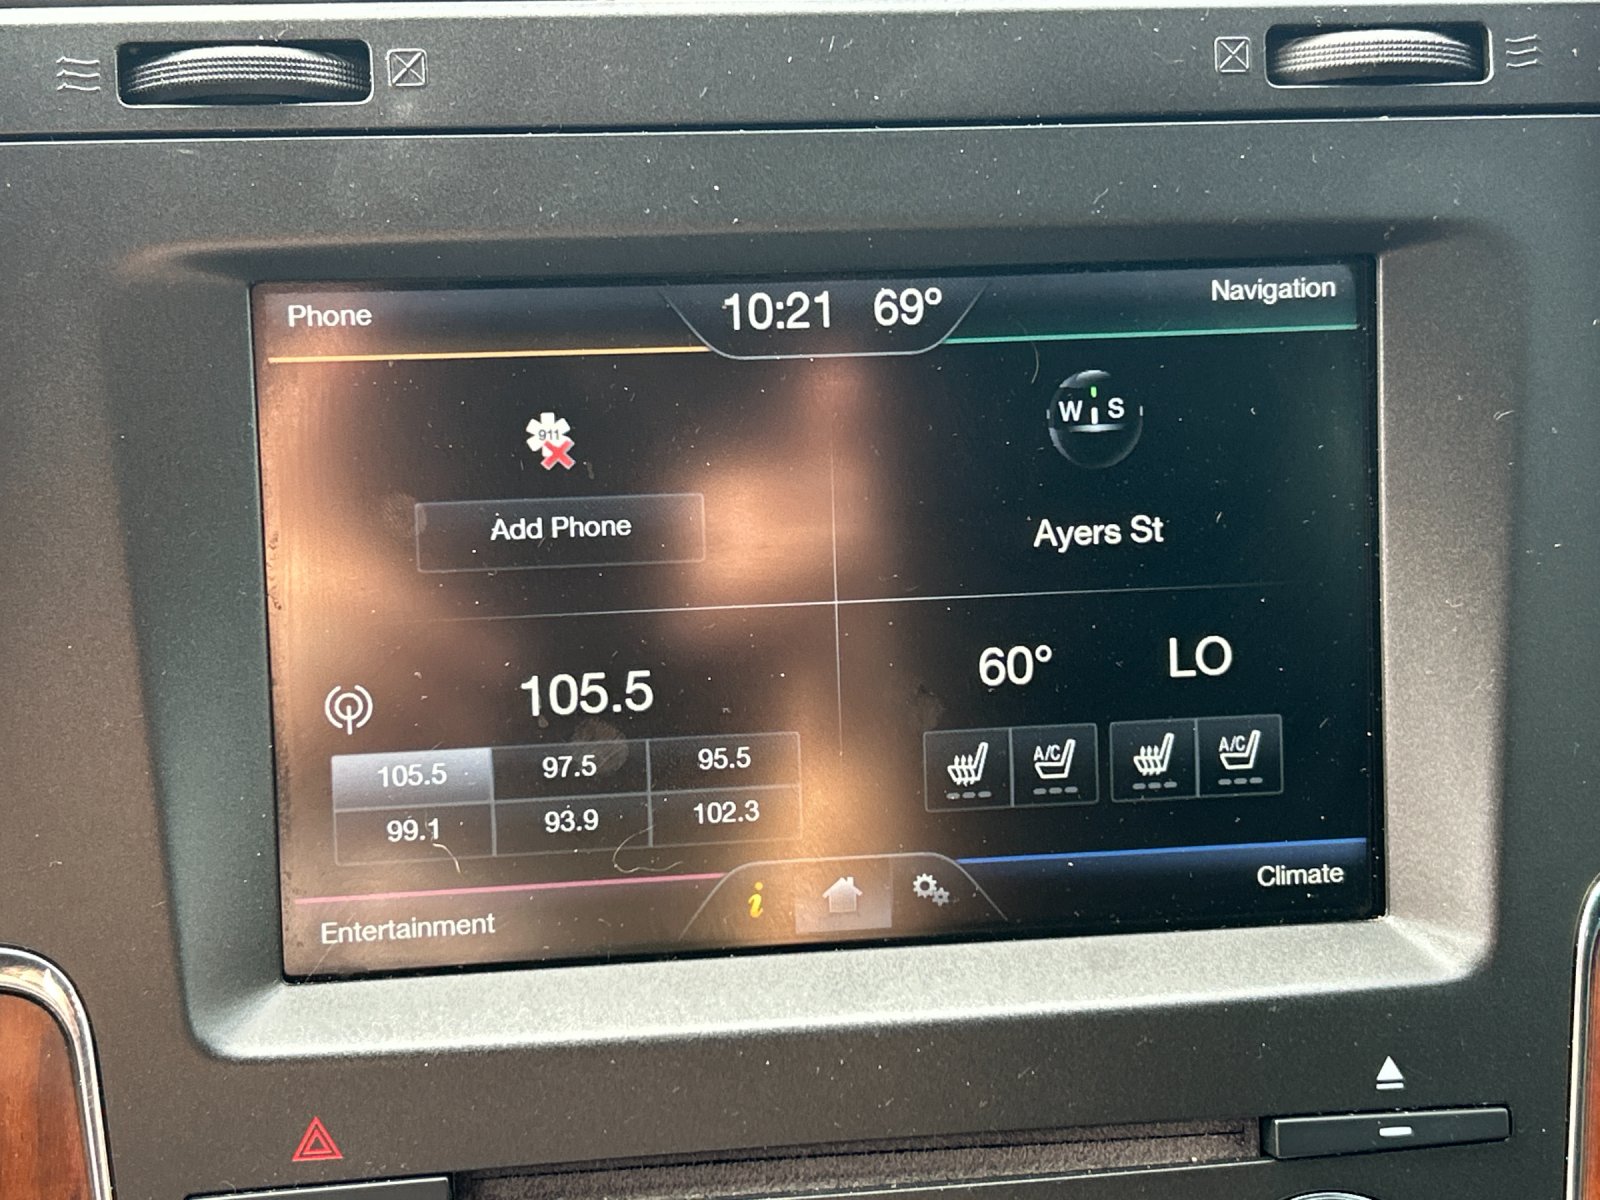 Phone
10:21 69°
Navigation
911
W S
Add Phone
Ayers St
105.5
60° LO
105.5 97.5 95.5
99.1 93.9 102.3
A/C A/C
i
Entertainment
Climate